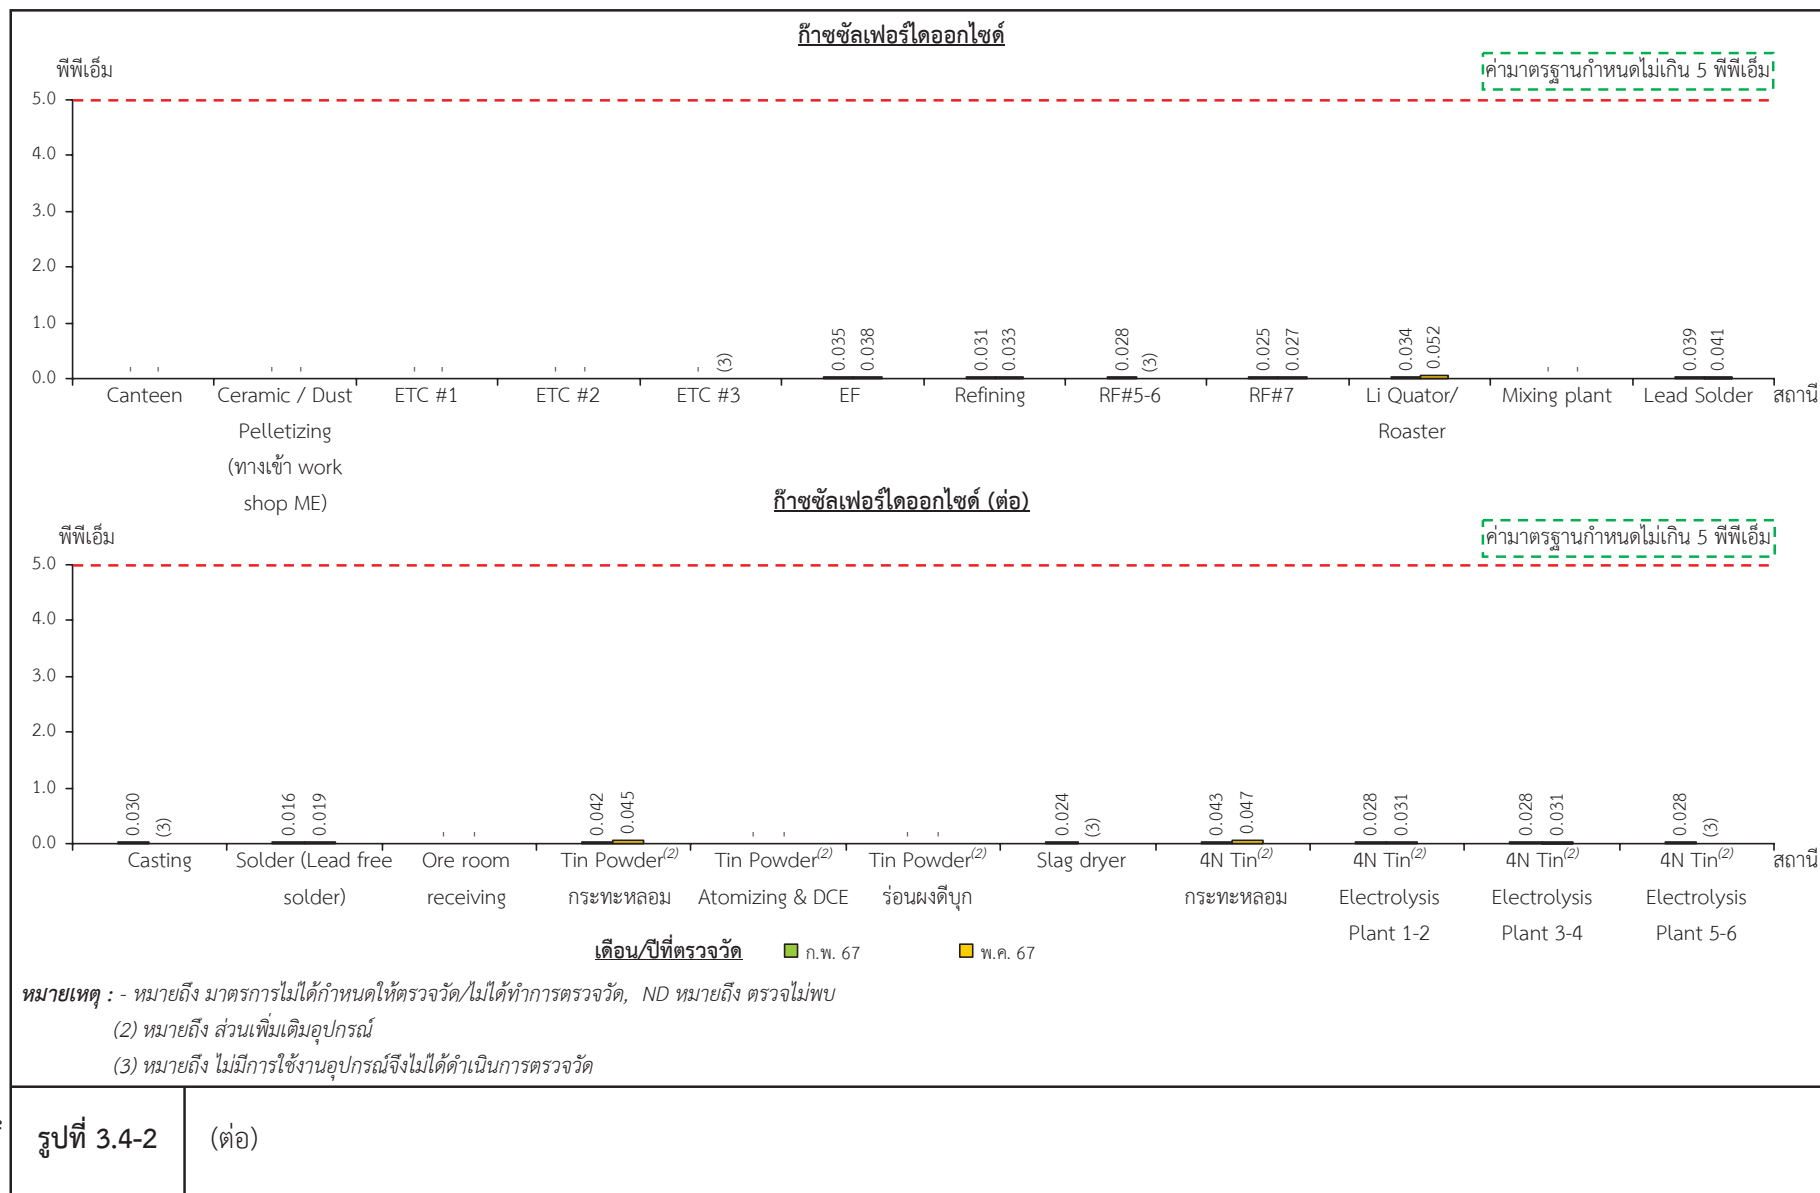 ก๊าซซัลเฟอร์ไดออกไซด์
พีพีเอ็ม
ค่ามาตรฐานกำหนดไม่เกิน 5 พีพีเอ็ม
5.0
4.0
3.0
2.0
1.0
0.0
- - - - - - - - - (3) 0.035 0.038 0.031 0.033 0.028 (3) 0.025 0.027 0.034 0.052 - - 0.039 0.041
Canteen Ceramic / Dust ETC #1 ETC #2 ETC #3 EF Refining RF#5-6 RF#7 Li Quator/ Mixing plant Lead Solder สถานี
Pelletizing Roaster
(ทางเข้า work
shop ME)
ก๊าซซัลเฟอร์ไดออกไซด์ (ต่อ)
พีพีเอ็ม
ค่ามาตรฐานกำหนดไม่เกิน 5 พีพีเอ็ม
5.0
4.0
3.0
2.0
1.0
0.0
0.030 (3) 0.016 0.019 - - 0.042 0.045 - - - - 0.024 (3) 0.043 0.047 0.028 0.031 0.028 0.031 0.028 (3)
Casting Solder (Lead free Ore room Tin Powder(2) Tin Powder(2) Tin Powder(2) Slag dryer 4N Tin(2) 4N Tin(2) 4N Tin(2) 4N Tin(2) สถานี
solder) receiving กระทะหลอม Atomizing & DCE ร่อนผงดีบุก กระทะหลอม Electrolysis Electrolysis Electrolysis
Plant 1-2 Plant 3-4 Plant 5-6
เดือน/ปีที่ตรวจวัด ก.พ. 67 พ.ค. 67
หมายเหตุ : - หมายถึง มาตรการไม่ได้กำหนดให้ตรวจวัด/ไม่ได้ทำการตรวจวัด, ND หมายถึง ตรวจไม่พบ
(2) หมายถึง ส่วนเพิ่มเติมอุปกรณ์
(3) หมายถึง ไม่มีการใช้งานอุปกรณ์จึงไม่ได้ดำเนินการตรวจวัด
รูปที่ 3.4-2 (ต่อ)